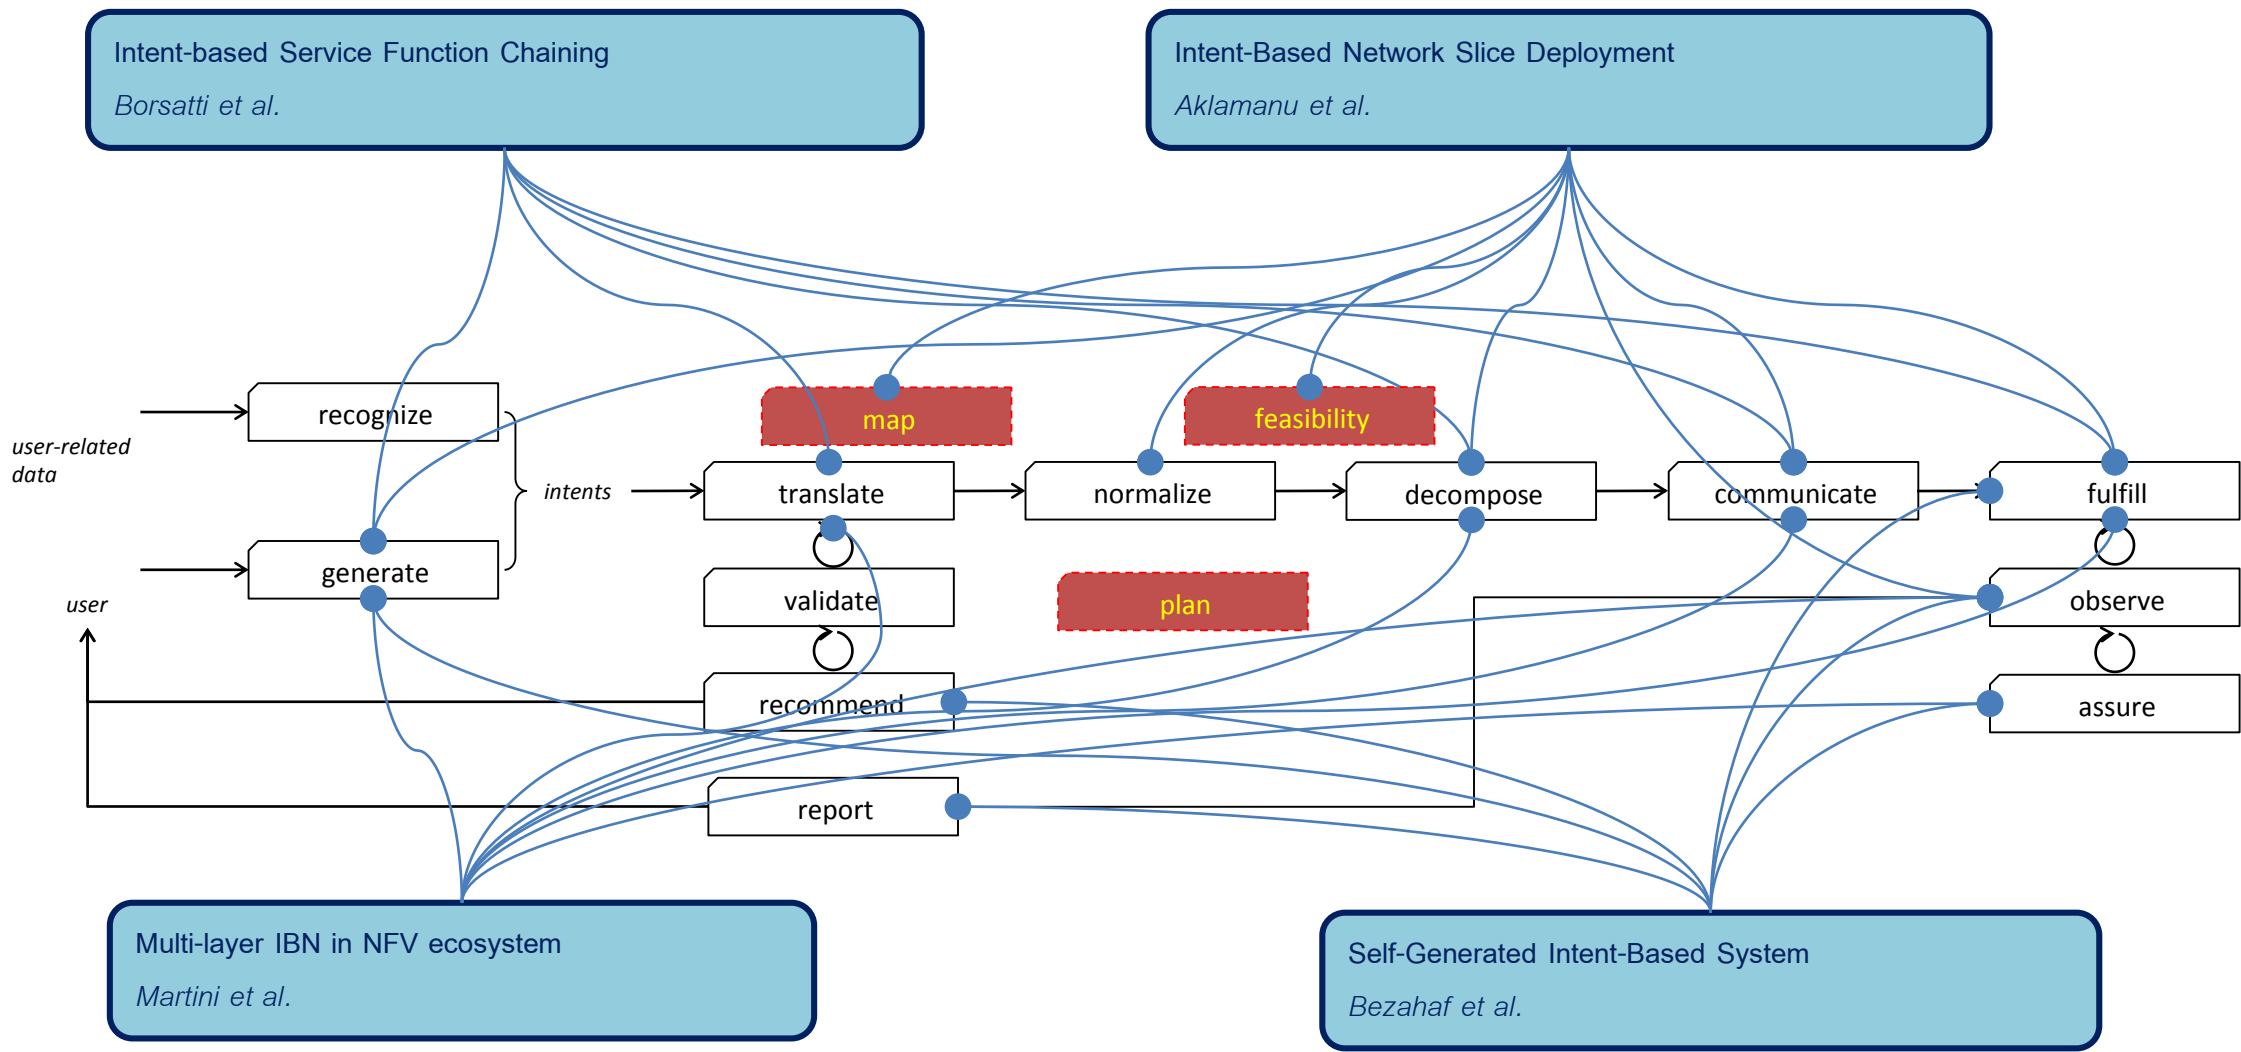 Intent-based Service Function Chaining
Borsatti et al.
Intent-Based Network Slice Deployment
Aklamanu et al.
recognize
map
feasibility
user-related
data
intents
translate
normalize
decompose
communicate
fulfill
generate
user
validate
plan
observe
recommend
assure
report
Multi-layer IBN in NFV ecosystem
Martini et al.
Self-Generated Intent-Based System
Bezahaf et al.